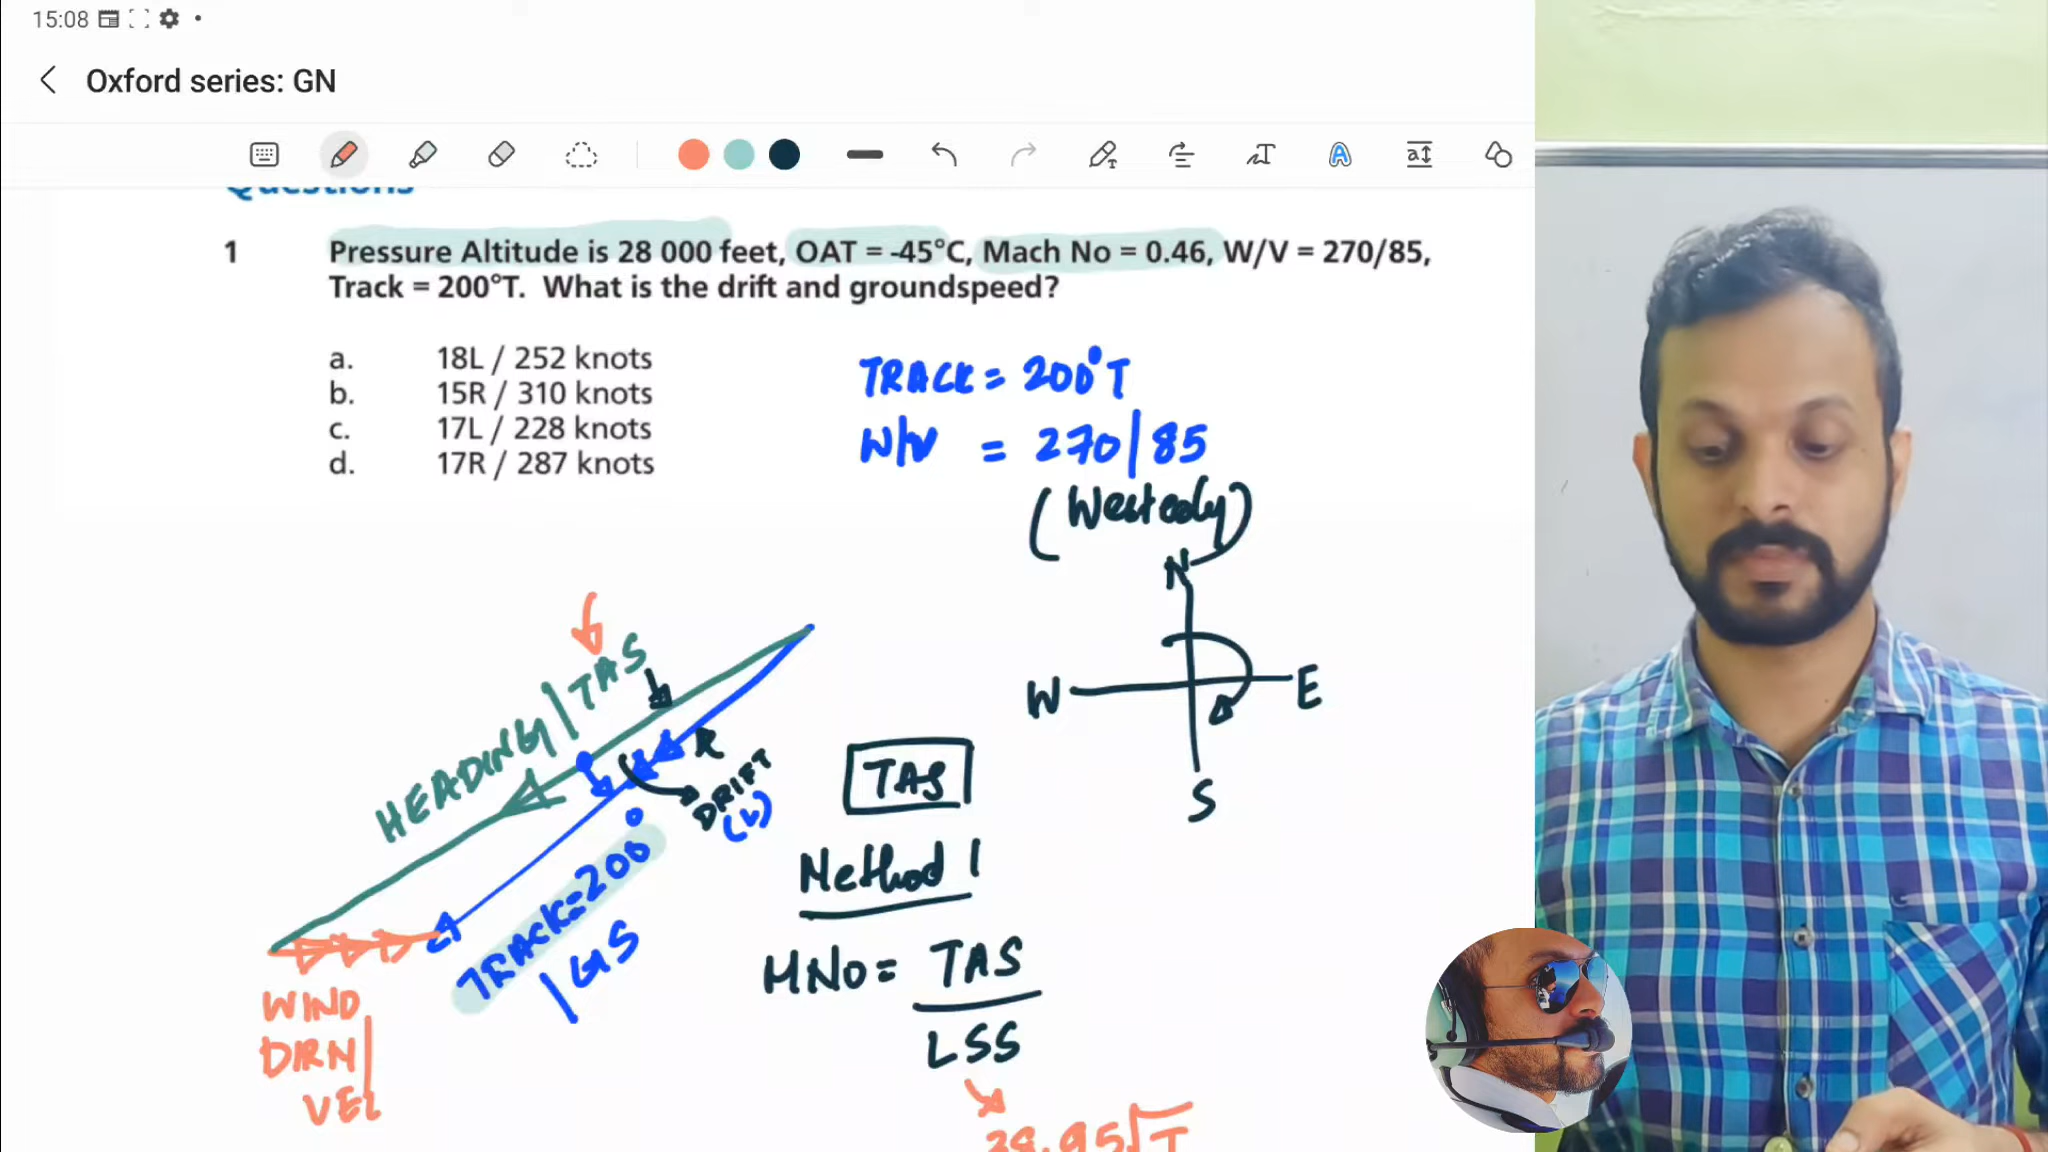 15:08
Oxford series: GN
Questions
1 Pressure Altitude is 28 000 feet, OAT = -45°C, Mach No = 0.46, W/V = 270/85,
Track = 200°T. What is the drift and groundspeed?
a. 18L / 252 knots
b. 15R / 310 knots
c. 17L / 228 knots
d. 17R / 287 knots
TRACK = 200°T
W/V = 270/85
(Westerly)
N
W E
S
HEADING/TAS
R
DRIFT
(L)
TRACK=200°
/GS
WIND
DIRN/
VEL
TAS
Method 1
MNO = TAS
LSS
38.95√T